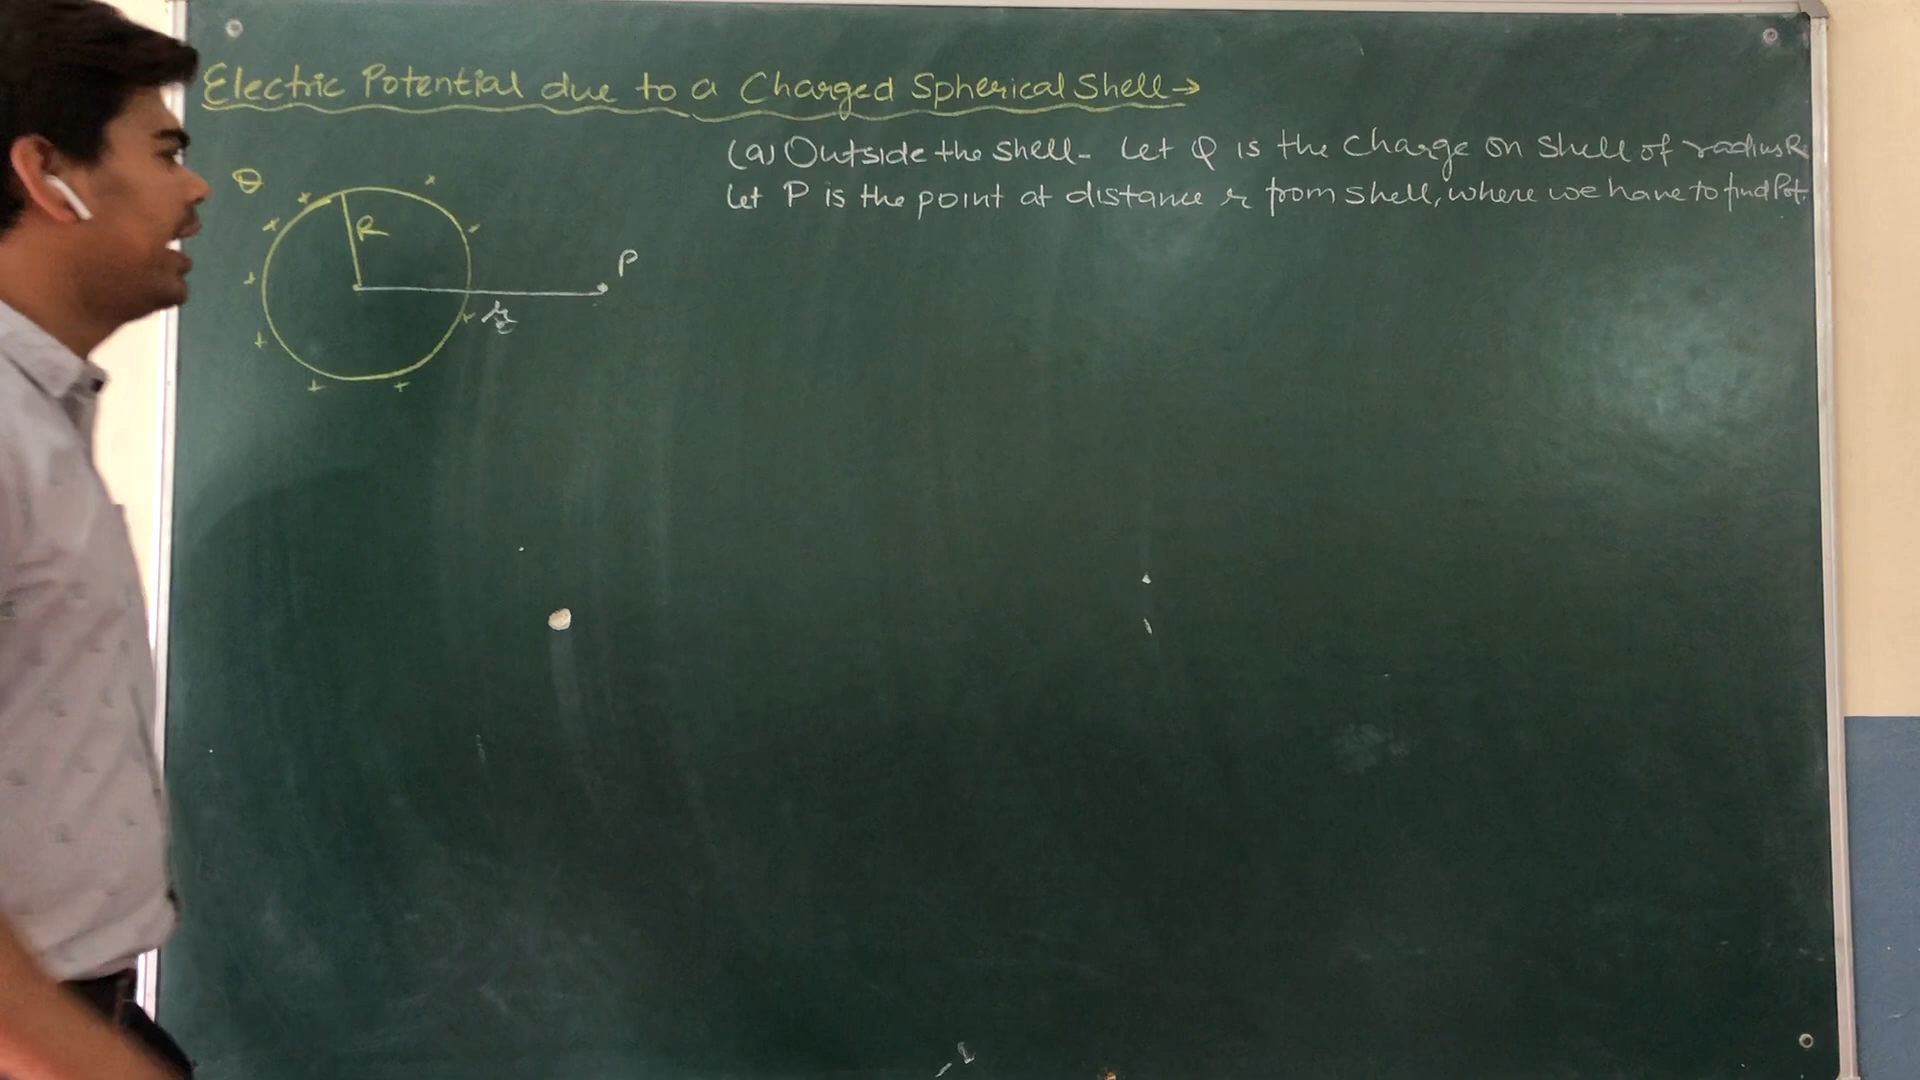 Electric Potential due to a Charged Spherical Shell→
(a) Outside the shell- Let Q is the charge on shell of radius R
Let P is the point at distance r from shell, where we have to find Pot.
Q
R
P
r